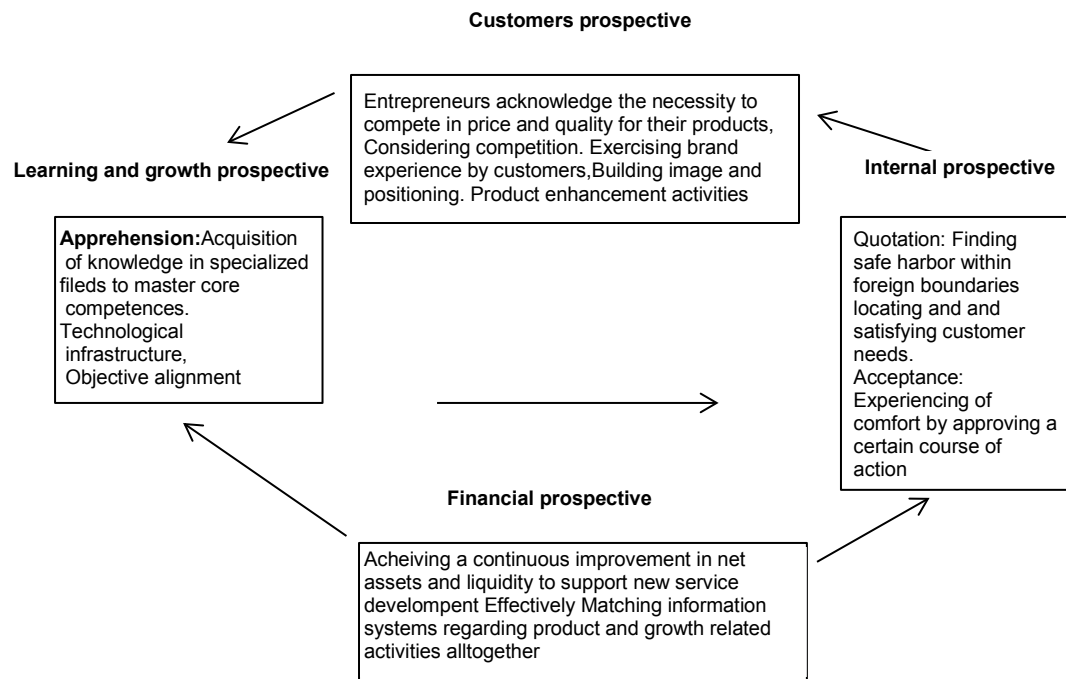 Customers prospective
Entrepreneurs acknowledge the necessity to
compete in price and quality for their products,
Considering competition. Exercising brand
experience by customers,Building image and
positioning. Product enhancement activities
Learning and growth prospective
Apprehension:Acquisition
of knowledge in specialized
fileds to master core
competences.
Technological
infrastructure,
Objective alignment
Internal prospective
Quotation: Finding
safe harbor within
foreign boundaries
locating and and
satisfying customer
needs.
Acceptance:
Experiencing of
comfort by approving a
certain course of
action
Financial prospective
Acheiving a continuous improvement in net
assets and liquidity to support new service
develompent Effectively Matching information
systems regarding product and growth related
activities alltogether